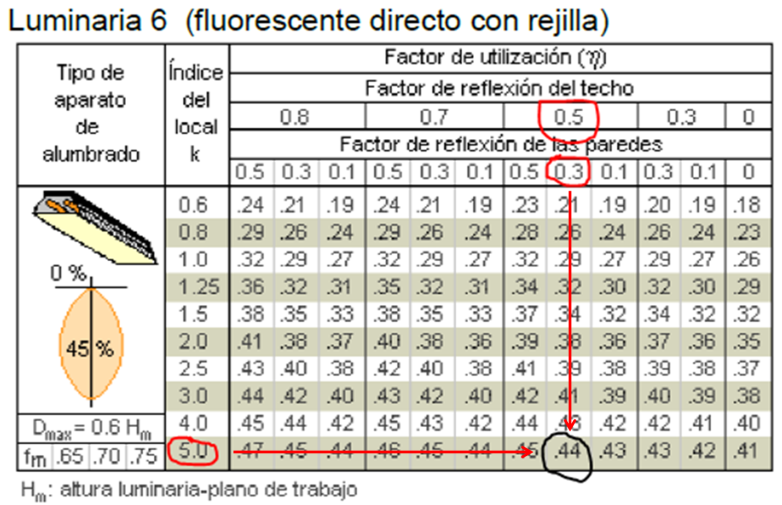 Luminaria 6 (fluorescente directo con rejilla)
Tipo de aparato de alumbrado
Índice del local k
Factor de utilización (η)
Factor de reflexión del techo
0.8 0.7 0.5 0.3 0
Factor de reflexión de las paredes
0.5 0.3 0.1 0.5 0.3 0.1 0.5 0.3 0.1 0.3 0.1 0
0.6 .24 .21 .19 .24 .21 .19 .23 .21 .19 .20 .19 .18
0.8 .29 .26 .24 .29 .26 .24 .28 .26 .24 .26 .24 .23
1.0 .32 .29 .27 .32 .29 .27 .32 .29 .27 .29 .27 .26
1.25 .36 .32 .31 .35 .32 .31 .34 .32 .30 .32 .30 .29
1.5 .38 .35 .33 .38 .35 .33 .37 .34 .32 .34 .32 .32
2.0 .41 .38 .37 .40 .38 .36 .39 .38 .36 .37 .36 .35
2.5 .43 .40 .38 .42 .40 .38 .41 .39 .38 .39 .38 .37
3.0 .44 .42 .40 .43 .42 .40 .42 .41 .39 .40 .39 .38
4.0 .45 .44 .42 .45 .43 .42 .44 .42 .42 .41 .40
5.0 .47 .45 .44 .46 .45 .44 .45 .44 .43 .43 .42 .41
0 %
45 %
Dmax = 0.6 Hm
fm .65 .70 .75
Hm: altura luminaria-plano de trabajo